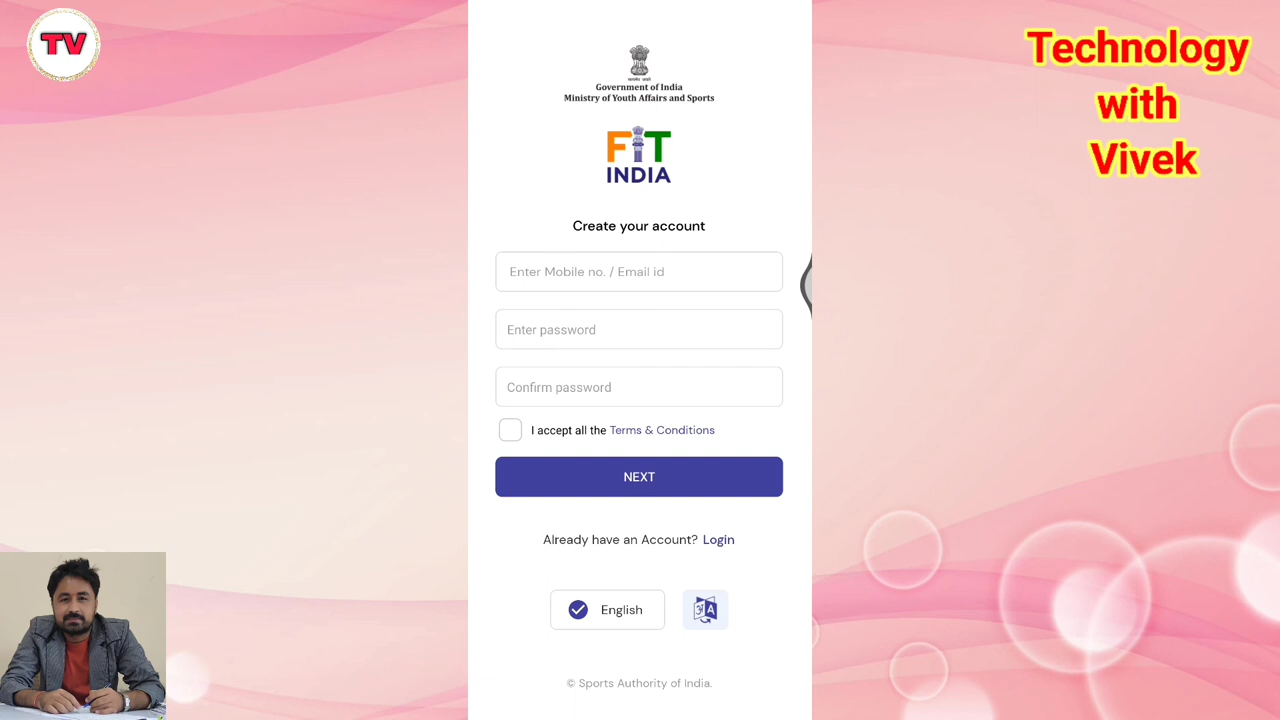 TV
Technology
with
Vivek
Government of India
Ministry of Youth Affairs and Sports
FIT
INDIA
Create your account
Enter Mobile no. / Email id
Enter password
Confirm password
I accept all the Terms & Conditions
NEXT
Already have an Account? Login
English
अ A
© Sports Authority of India.